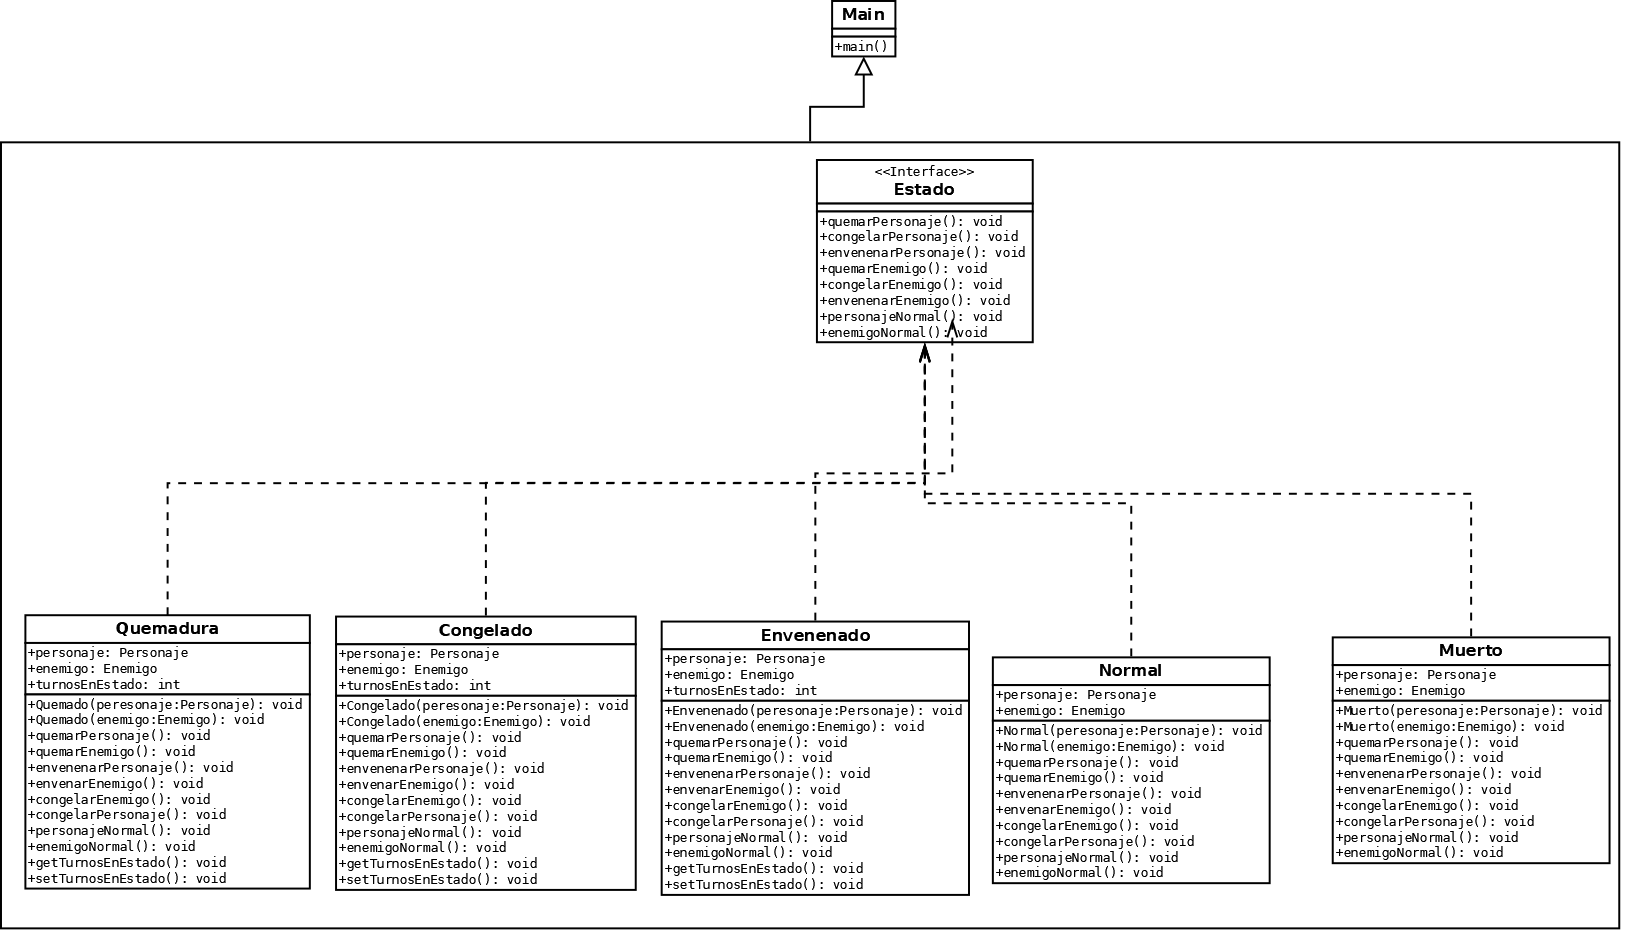 Main
+main()
<<Interface>>
Estado
+quemarPersonaje(): void
+congelarPersonaje(): void
+envenenarPersonaje(): void
+quemarEnemigo(): void
+congelarEnemigo(): void
+envenenarEnemigo(): void
+personajeNormal(): void
+enemigoNormal(): void
Quemadura
+personaje: Personaje
+enemigo: Enemigo
+turnosEnEstado: int
+Quemado(peresonaje:Personaje): void
+Quemado(enemigo:Enemigo): void
+quemarPersonaje(): void
+quemarEnemigo(): void
+envenenarPersonaje(): void
+envenarEnemigo(): void
+congelarEnemigo(): void
+congelarPersonaje(): void
+personajeNormal(): void
+enemigoNormal(): void
+getTurnosEnEstado(): void
+setTurnosEnEstado(): void
Congelado
+personaje: Personaje
+enemigo: Enemigo
+turnosEnEstado: int
+Congelado(peresonaje:Personaje): void
+Congelado(enemigo:Enemigo): void
+quemarPersonaje(): void
+quemarEnemigo(): void
+envenenarPersonaje(): void
+envenarEnemigo(): void
+congelarEnemigo(): void
+congelarPersonaje(): void
+personajeNormal(): void
+enemigoNormal(): void
+getTurnosEnEstado(): void
+setTurnosEnEstado(): void
Envenenado
+personaje: Personaje
+enemigo: Enemigo
+turnosEnEstado: int
+Envenenado(peresonaje:Personaje): void
+Envenenado(enemigo:Enemigo): void
+quemarPersonaje(): void
+quemarEnemigo(): void
+envenenarPersonaje(): void
+envenarEnemigo(): void
+congelarEnemigo(): void
+congelarPersonaje(): void
+personajeNormal(): void
+enemigoNormal(): void
+getTurnosEnEstado(): void
+setTurnosEnEstado(): void
Normal
+personaje: Personaje
+enemigo: Enemigo
+Normal(peresonaje:Personaje): void
+Normal(enemigo:Enemigo): void
+quemarPersonaje(): void
+quemarEnemigo(): void
+envenenarPersonaje(): void
+envenarEnemigo(): void
+congelarEnemigo(): void
+congelarPersonaje(): void
+personajeNormal(): void
+enemigoNormal(): void
Muerto
+personaje: Personaje
+enemigo: Enemigo
+Muerto(peresonaje:Personaje): void
+Muerto(enemigo:Enemigo): void
+quemarPersonaje(): void
+quemarEnemigo(): void
+envenenarPersonaje(): void
+envenarEnemigo(): void
+congelarEnemigo(): void
+congelarPersonaje(): void
+personajeNormal(): void
+enemigoNormal(): void